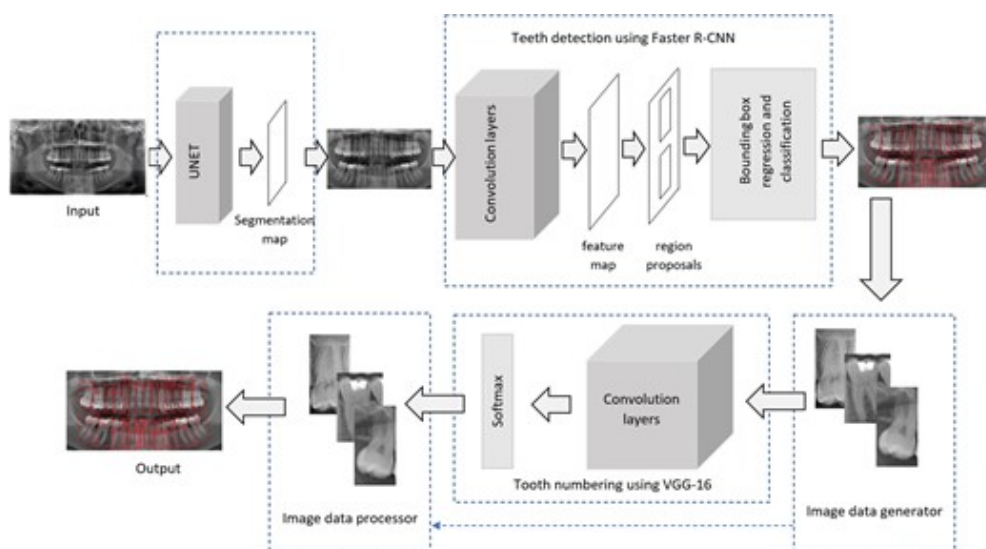 Teeth detection using Faster R-CNN
Input
UNET
Segmentation
map
Convolution layers
feature
map
region
proposals
Bounding box
regression and
classification
Output
Image data processor
Softmax
Convolution
layers
Tooth numbering using VGG-16
Image data generator